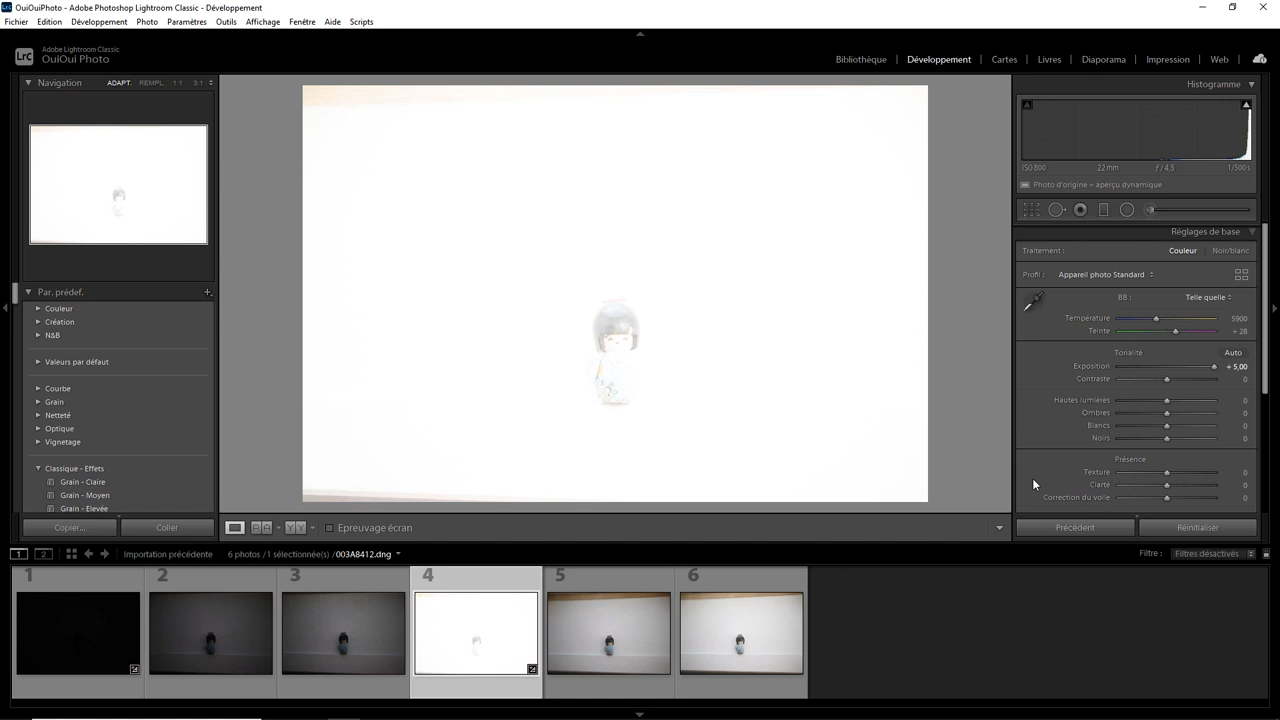 OuiOuiPhoto - Adobe Photoshop Lightroom Classic - Développement
Fichier Edition Développement Photo Paramètres Outils Affichage Fenêtre Aide Scripts
Lrc
Adobe Lightroom Classic
OuiOui Photo
Bibliothèque | Développement | Cartes | Livres | Diaporama | Impression | Web
Navigation ADAPT. REMPL. 1:1 3:1
Histogramme
ISO 800 22 mm ƒ / 4,5 1/500 s
Photo d'origine + aperçu dynamique
Réglages de base
Traitement : Couleur Noir/blanc
Profil : Appareil photo Standard
BB : Telle quelle
Température 5900
Teinte + 28
Tonalité Auto
Exposition + 5,00
Contraste 0
Hautes lumières 0
Ombres 0
Blancs 0
Noirs 0
Présence
Texture 0
Clarté 0
Correction du voile 0
Par. prédef.
Couleur
Création
N&B
Valeurs par défaut
Courbe
Grain
Netteté
Optique
Vignetage
Classique - Effets
Grain - Claire
Grain - Moyen
Grain - Elevée
Copier... Coller
R A Y Y Epreuvage écran
Précédent Réinitialiser
1 2 Importation précédente 6 photos / 1 sélectionnée(s) / 003A8412.dng
Filtre : Filtres désactivés
1 2 3 4 5 6